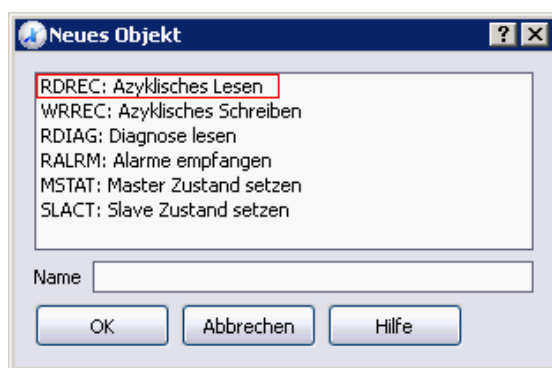 Neues Objekt
RDREC: Azyklisches Lesen
WRREC: Azyklisches Schreiben
RDIAG: Diagnose lesen
RALRM: Alarme empfangen
MSTAT: Master Zustand setzen
SLACT: Slave Zustand setzen
Name
OK Abbrechen Hilfe